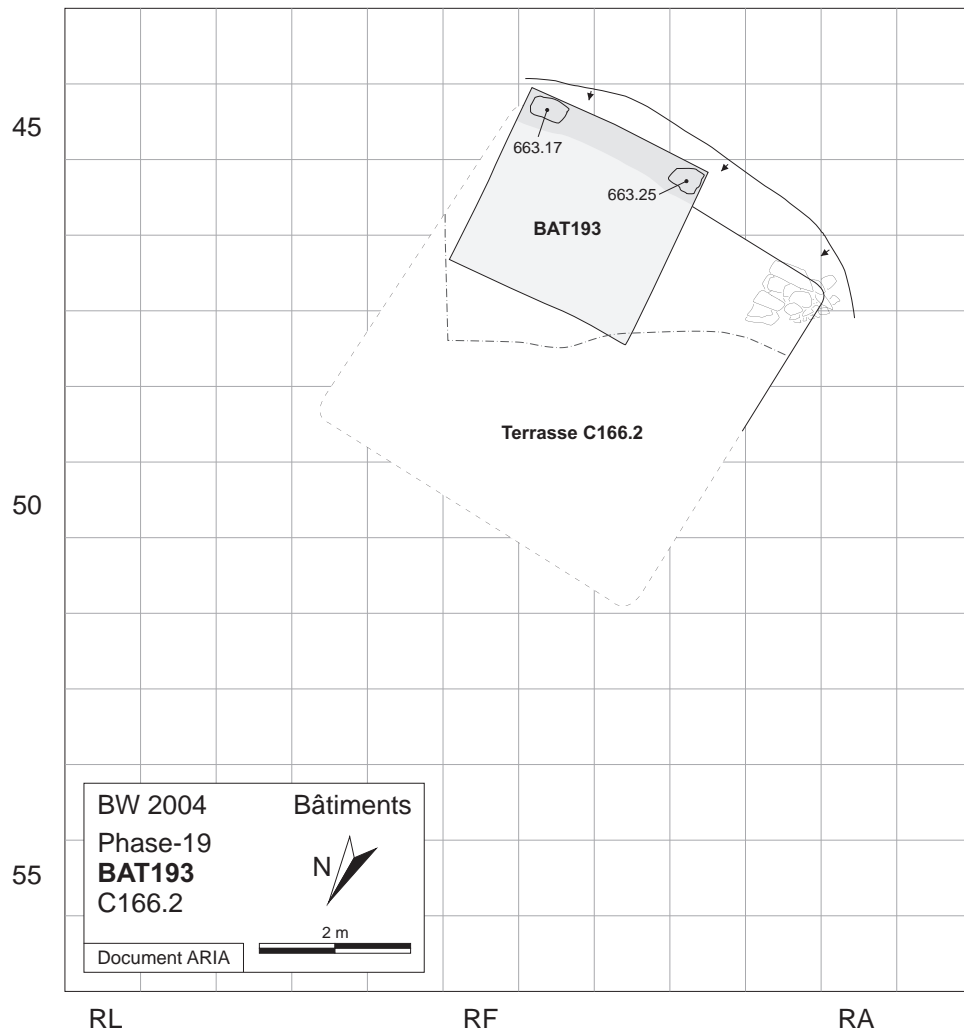 45
663.17
663.25
BAT193
Terrasse C166.2
50
BW 2004 Bâtiments
Phase-19
BAT193
C166.2
N
2 m
Document ARIA
55
RL RF RA